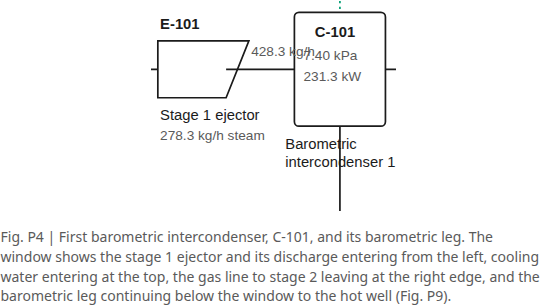 E-101
C-101
428.3 kg/h
7.40 kPa
231.3 kW
Stage 1 ejector
278.3 kg/h steam
Barometric
intercondenser 1
Fig. P4 | First barometric intercondenser, C-101, and its barometric leg. The
window shows the stage 1 ejector and its discharge entering from the left, cooling
water entering at the top, the gas line to stage 2 leaving at the right edge, and the
barometric leg continuing below the window to the hot well (Fig. P9).